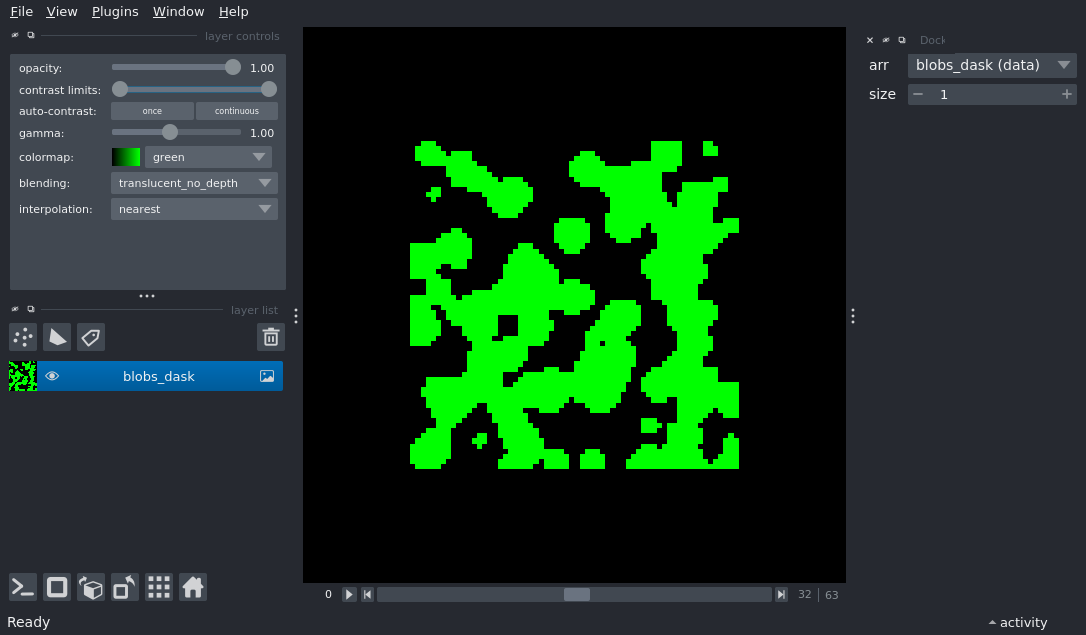 File View Plugins Window Help
layer controls
opacity: 1.00
contrast limits:
auto-contrast: once continuous
gamma: 1.00
colormap: green
blending: translucent_no_depth
interpolation: nearest
layer list
blobs_dask
0 32 63
Ready
Dock
arr blobs_dask (data)
size 1
activity